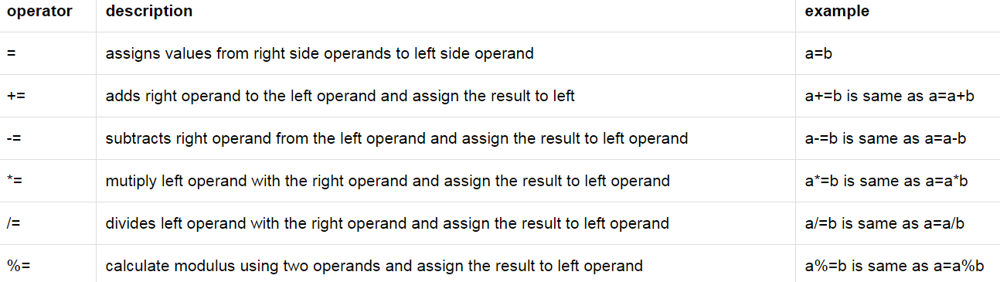 operator description example
= assigns values from right side operands to left side operand a=b
+= adds right operand to the left operand and assign the result to left a+=b is same as a=a+b
-= subtracts right operand from the left operand and assign the result to left operand a-=b is same as a=a-b
*= mutiply left operand with the right operand and assign the result to left operand a*=b is same as a=a*b
/= divides left operand with the right operand and assign the result to left operand a/=b is same as a=a/b
%= calculate modulus using two operands and assign the result to left operand a%=b is same as a=a%b